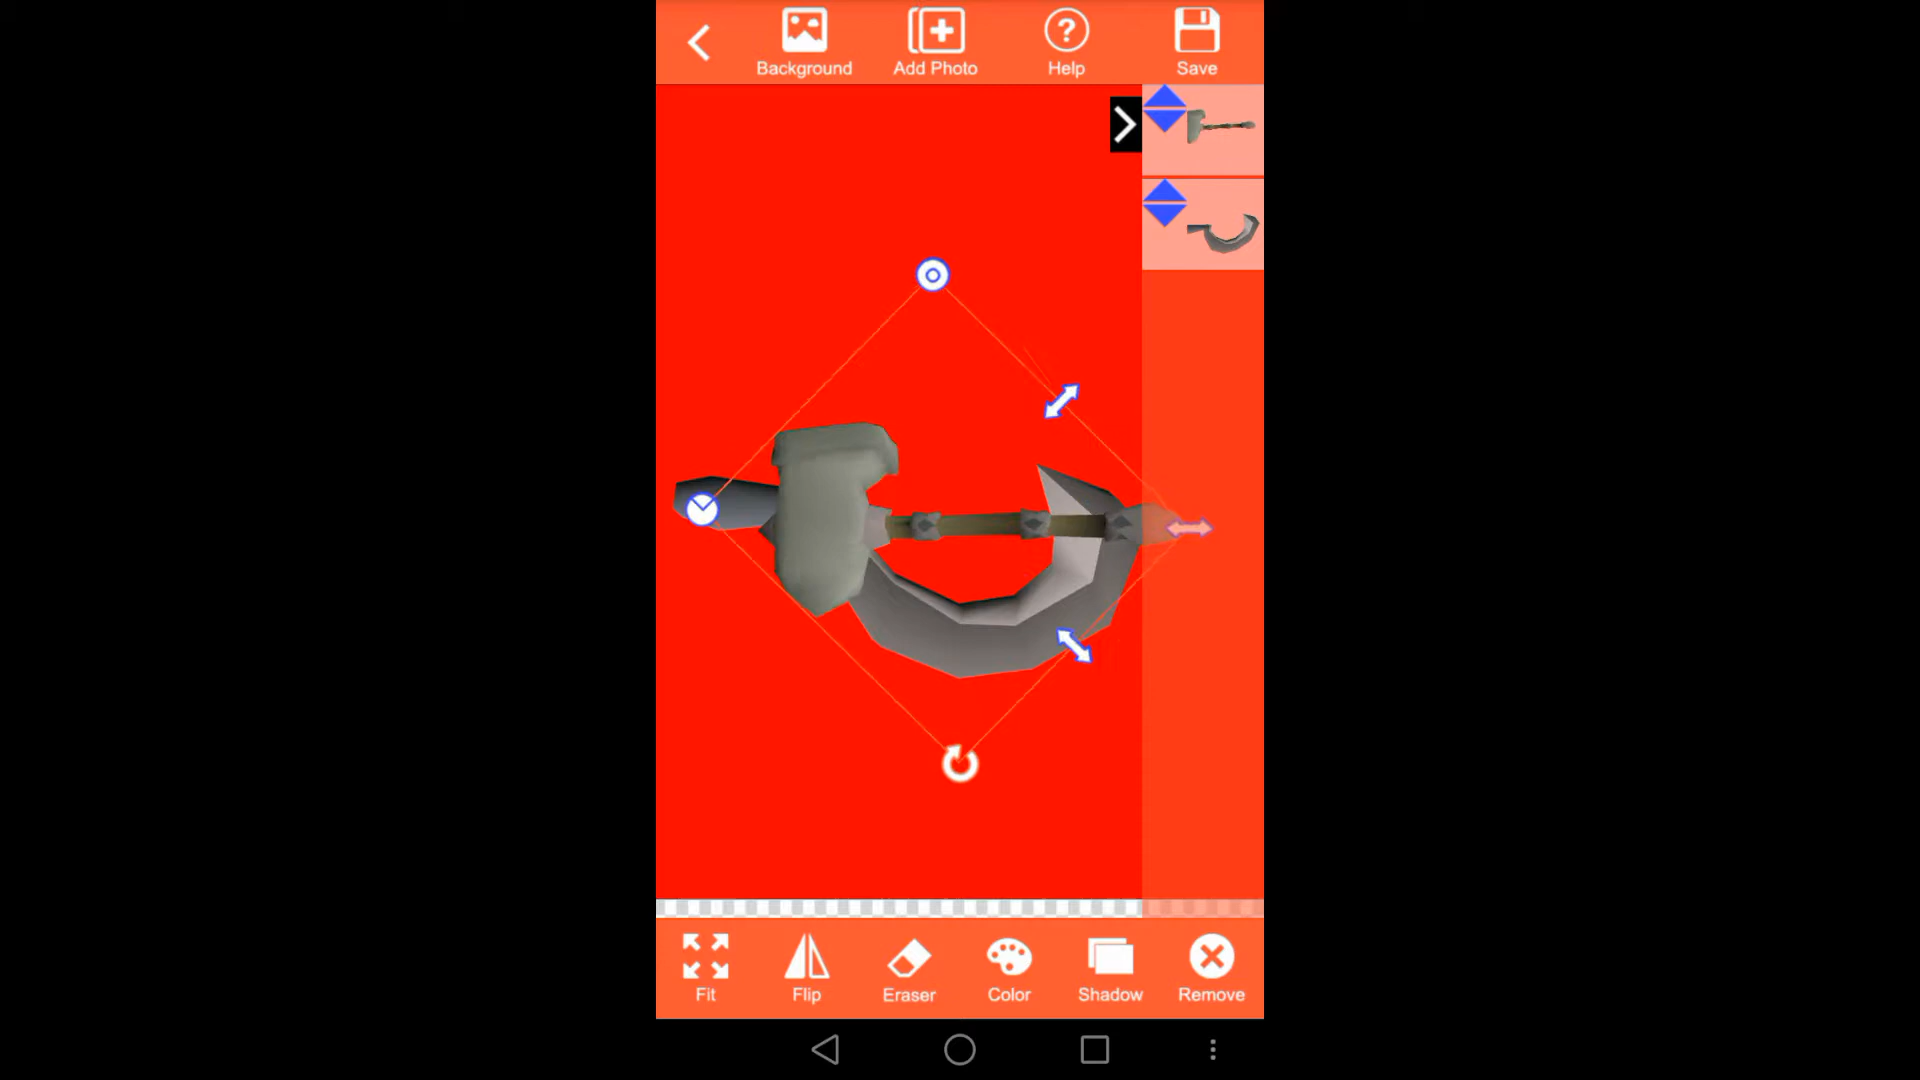 Background
Add Photo
Help
Save
Fit
Flip
Eraser
Color
Shadow
Remove